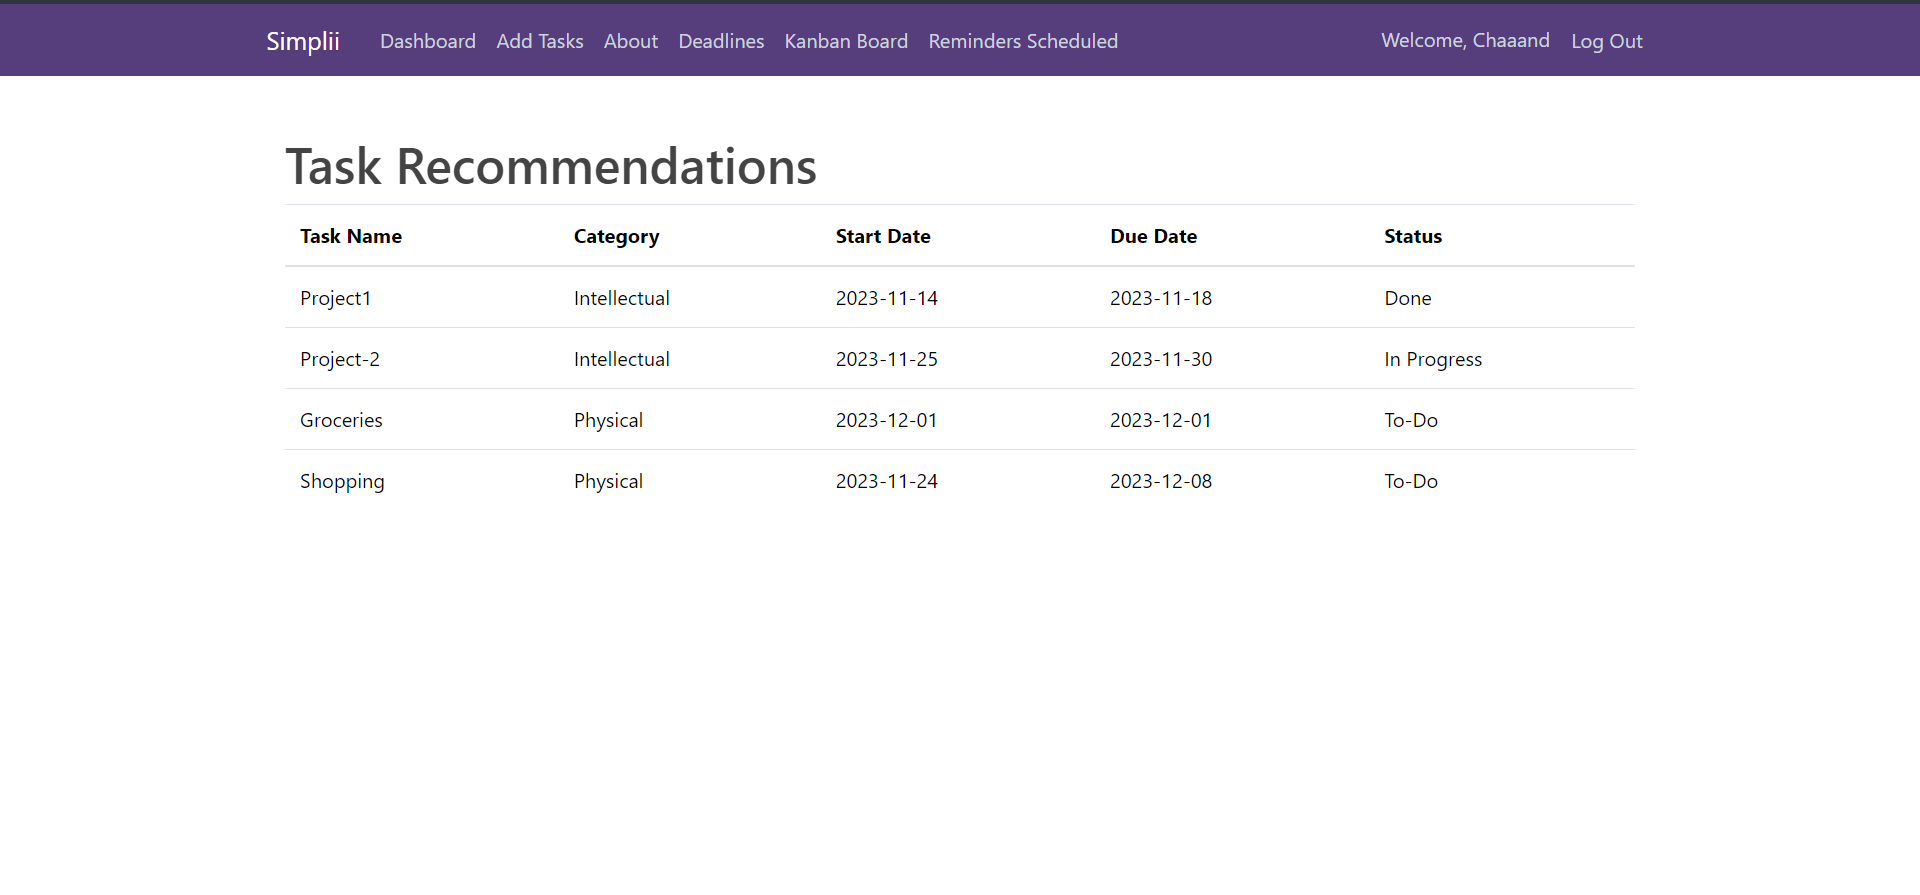 Simplii Dashboard Add Tasks About Deadlines Kanban Board Reminders Scheduled Welcome, Chaaand Log Out
Task Recommendations
Task Name Category Start Date Due Date Status
Project1 Intellectual 2023-11-14 2023-11-18 Done
Project-2 Intellectual 2023-11-25 2023-11-30 In Progress
Groceries Physical 2023-12-01 2023-12-01 To-Do
Shopping Physical 2023-11-24 2023-12-08 To-Do